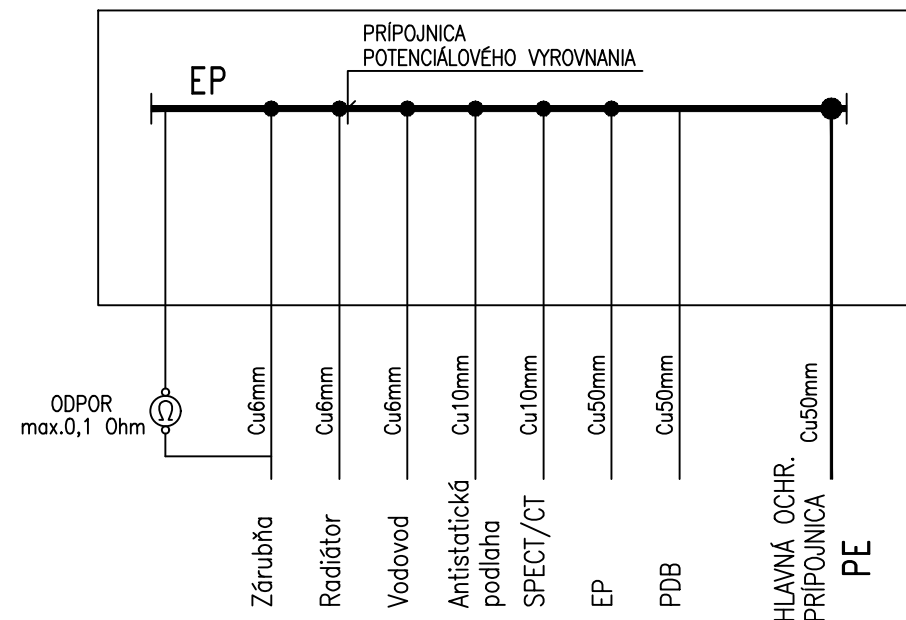 PRÍPOJNICA
POTENCIÁLOVÉHO VYROVNANIA
EP
ODPOR
max.0,1 Ohm
Ω
Cu6mm
Cu6mm
Cu6mm
Cu10mm
Cu10mm
Cu50mm
Cu50mm
Cu50mm
Zárubňa
Radiátor
Vodovod
Antistatická
podlaha
SPECT/CT
EP
PDB
HLAVNÁ OCHR.
PRÍPOJNICA
PE